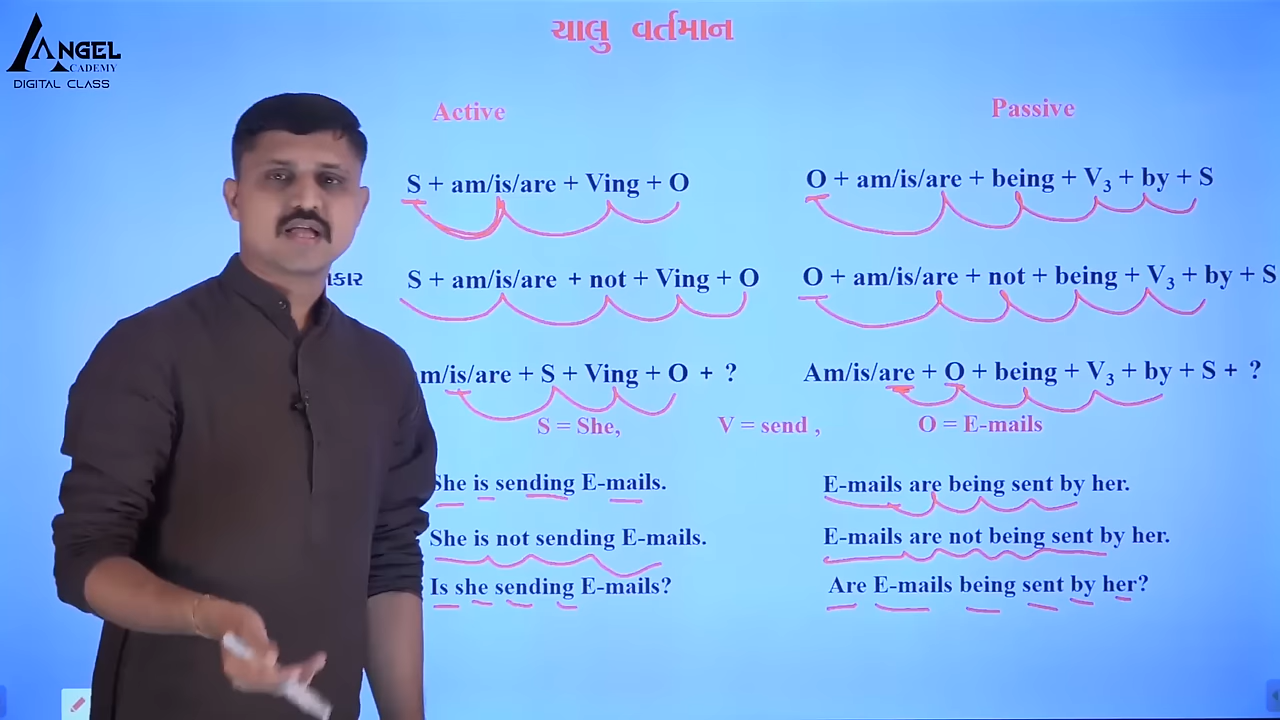 ANGEL
ACADEMY
DIGITAL CLASS
ચાલુ વર્તમાન
Active Passive
S + am/is/are + Ving + O O + am/is/are + being + V3 + by + S
S + am/is/are + not + Ving + O O + am/is/are + not + being + V3 + by + S
m/is/are + S + Ving + O + ? Am/is/are + O + being + V3 + by + S + ?
S = She, V = send , O = E-mails
She is sending E-mails. E-mails are being sent by her.
She is not sending E-mails. E-mails are not being sent by her.
Is she sending E-mails? Are E-mails being sent by her?